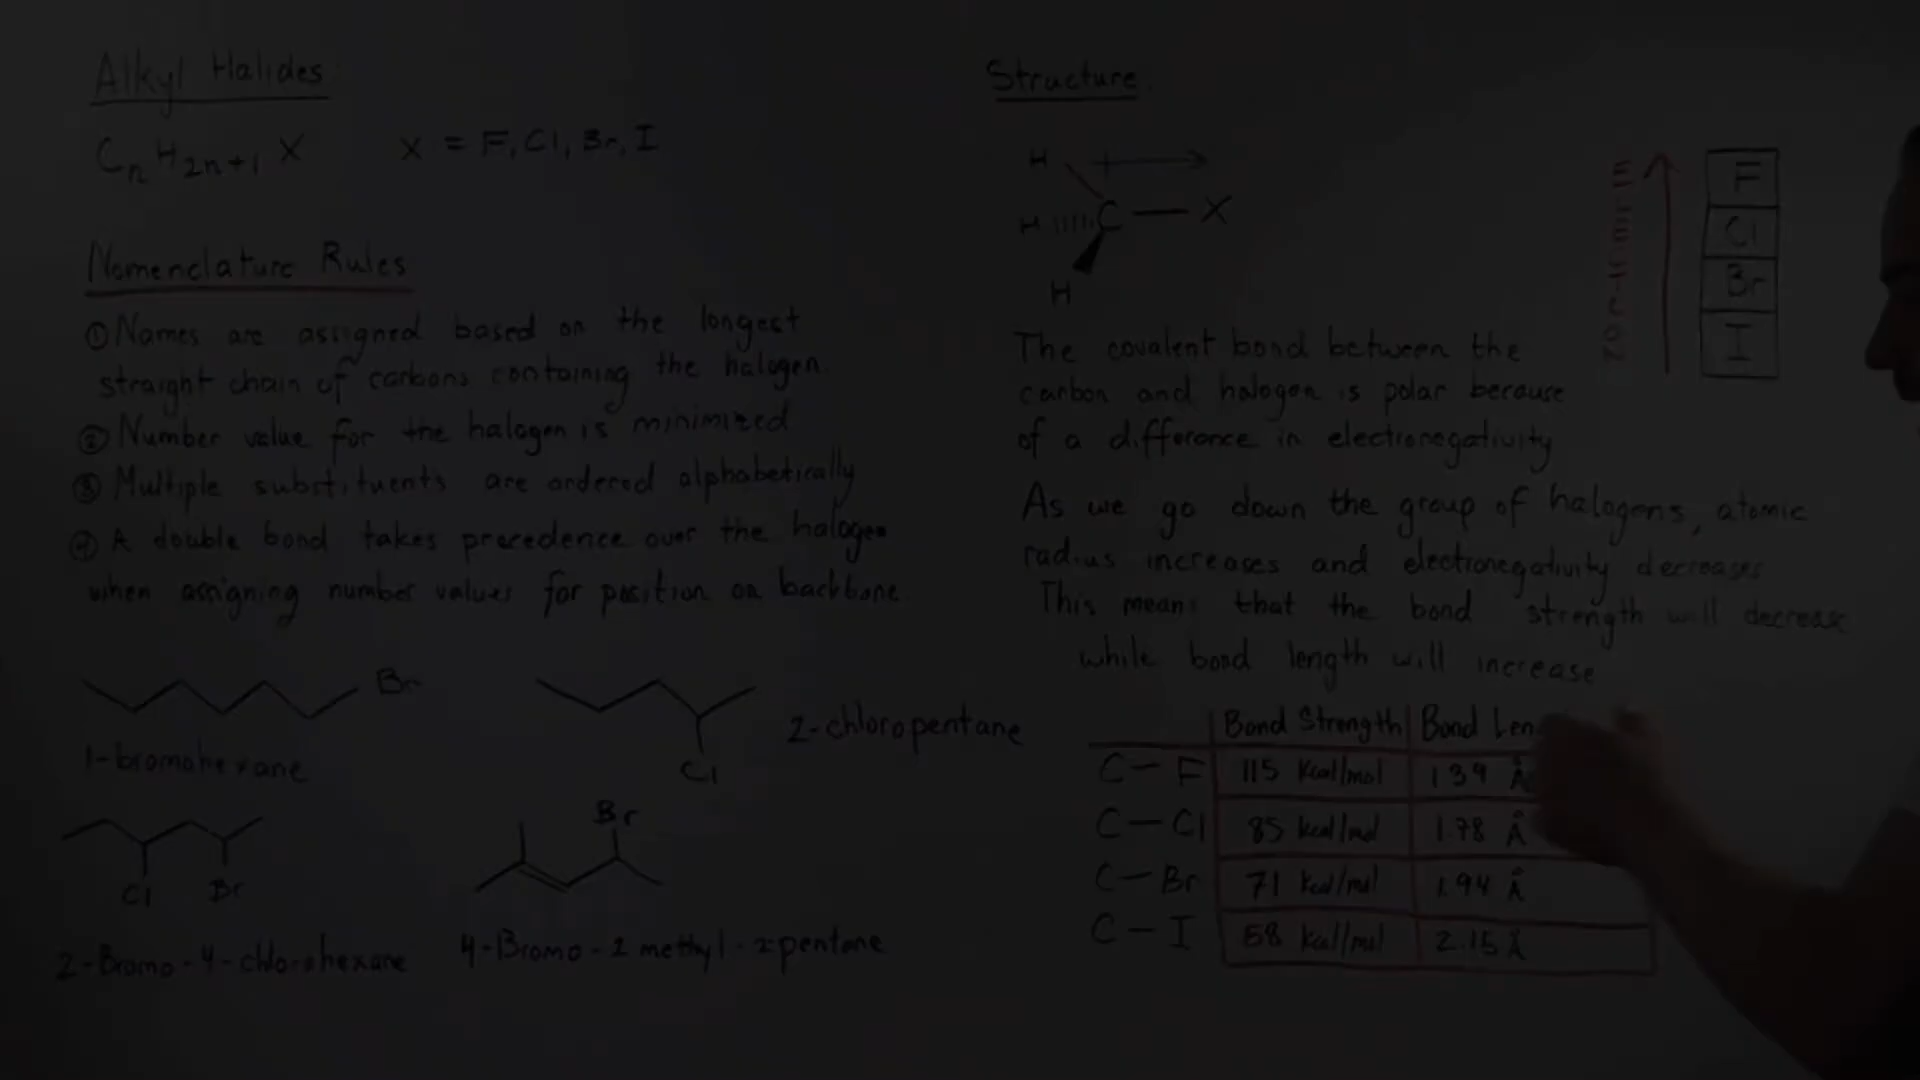 Alkyl Halides
CnH2n+1X X = F, Cl, Br, I
Nomenclature Rules
① Names are assigned based on the longest
straight chain of carbons containing the halogen.
② Number value for the halogen is minimized
③ Multiple substituents are ordered alphabetically
④ A double bond takes precedence over the halogen
when assigning number values for position on backbone
Br
1-bromohexane
Cl
2-chloropentane
Cl Br
2-Bromo-4-chlorohexane
Br
4-Bromo-2 methyl-2-pentene
Structure
H
H C — X
H
F
Cl
Br
I
The covalent bond between the
carbon and halogen is polar because
of a difference in electronegativity
As we go down the group of halogens, atomic
radius increases and electronegativity decreases
This means that the bond strength will decrease
while bond length will increase
Bond Strength Bond Len
C-F 115 kcal/mol 1.39 Å
C-Cl 85 kcal/mol 1.78 Å
C-Br 71 kcal/mol 1.94 Å
C-I 58 kcal/mol 2.15 Å